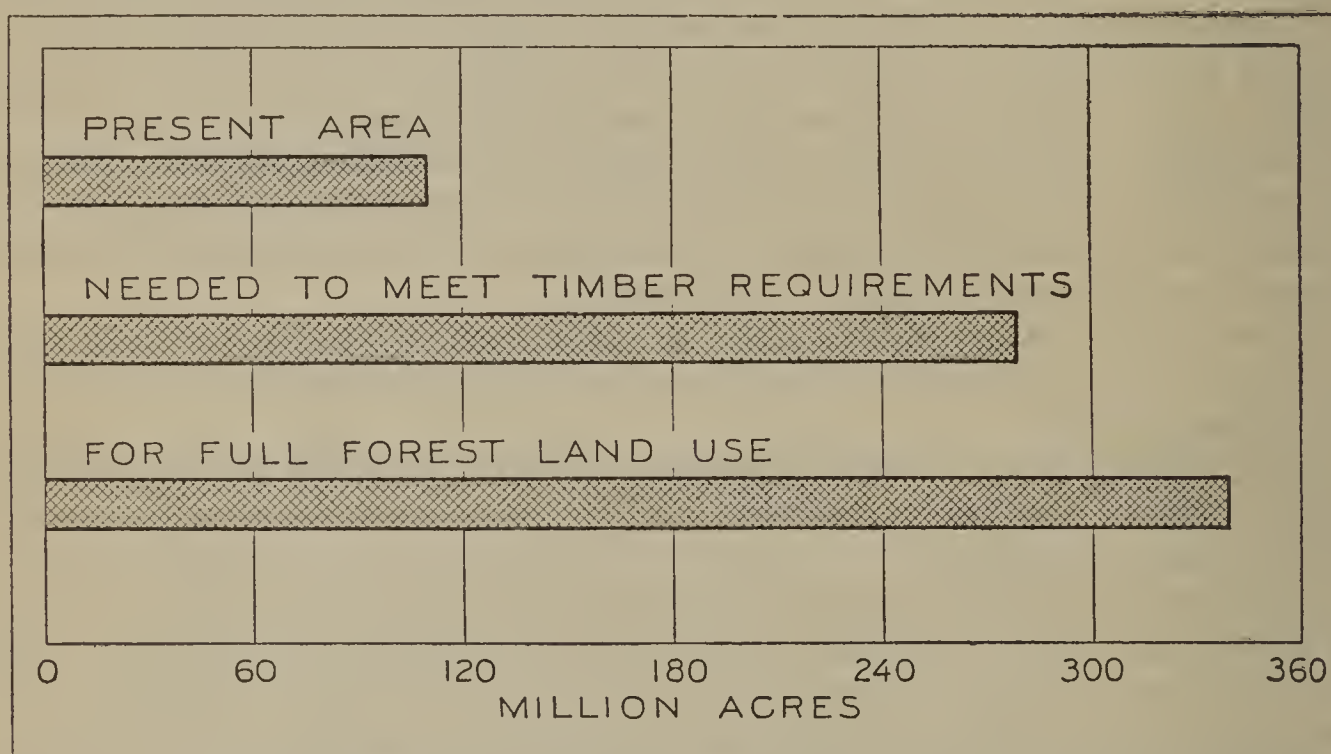 PRESENT AREA
NEEDED TO MEET TIMBER REQUIREMENTS
FOR FULL FOREST LAND USE
0 60 120 180 240 300 360
MILLION ACRES